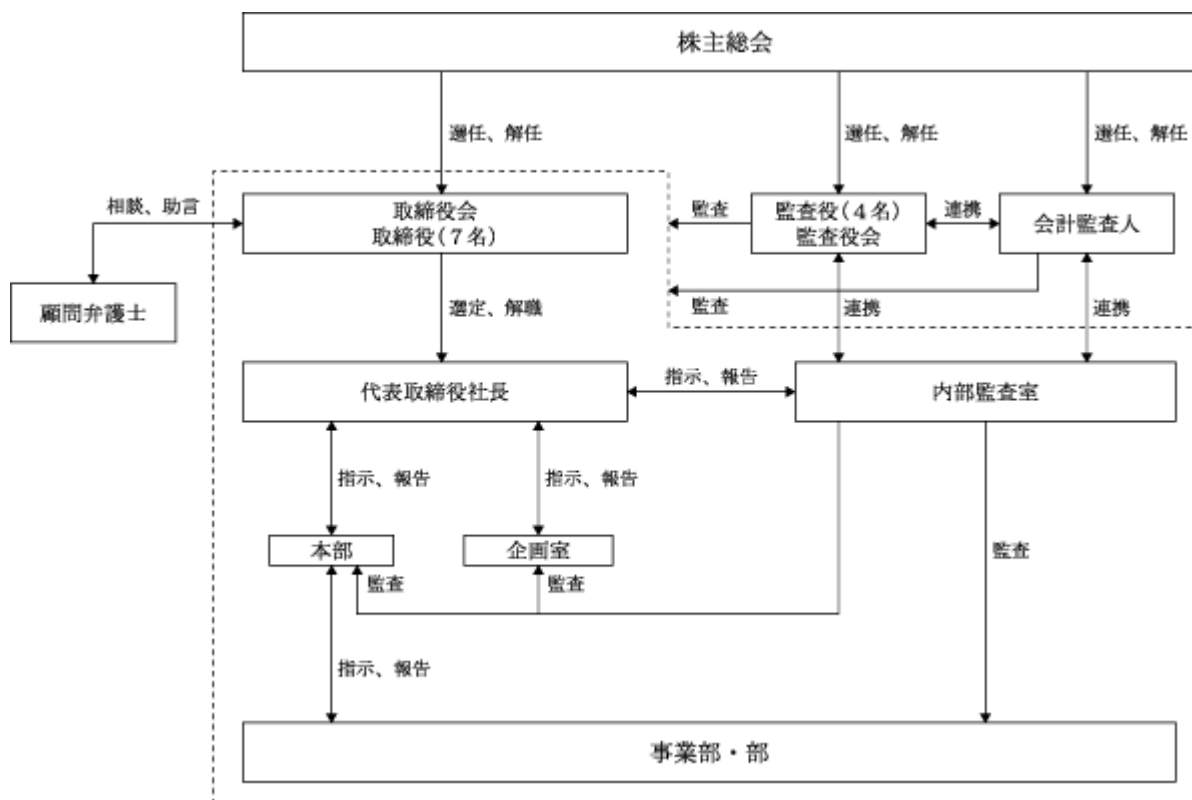 株主総会
選任、解任
選任、解任
選任、解任
相談、助言
取締役会
取締役(7名)
監査
監査役(4名)
監査役会
連携
会計監査人
顧問弁護士
選定、解職
監査
連携
連携
代表取締役社長
指示、報告
内部監査室
指示、報告
指示、報告
本部
企画室
監査
監査
監査
指示、報告
事業部・部